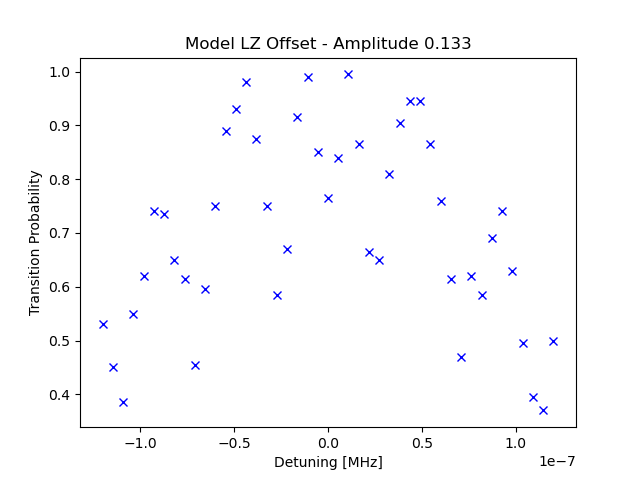 Model LZ Offset - Amplitude 0.133
1.0
0.9
0.8
0.7
0.6
0.5
0.4
Transition Probability
−1.0 −0.5 0.0 0.5 1.0
1e−7
Detuning [MHz]